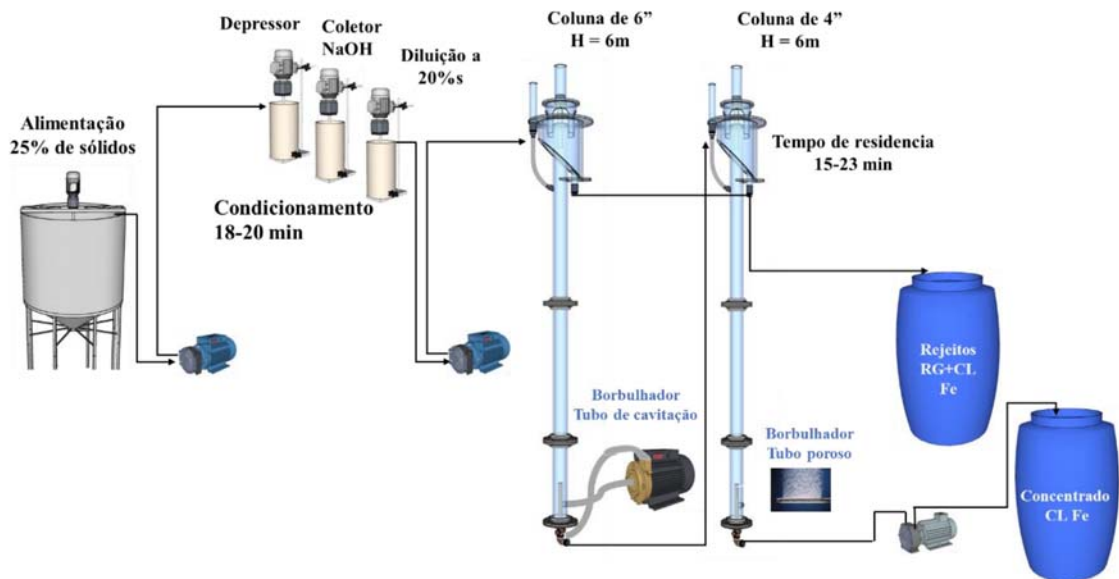 Depressor
Coletor
NaOH
Diluição a
20%s
Coluna de 6”
H = 6m
Coluna de 4”
H = 6m
Alimentação
25% de sólidos
Condicionamento
18-20 min
Tempo de residencia
15-23 min
Borbulhador
Tubo de cavitação
Borbulhador
Tubo poroso
Rejeitos
RG+CL
Fe
Concentrado
CL Fe